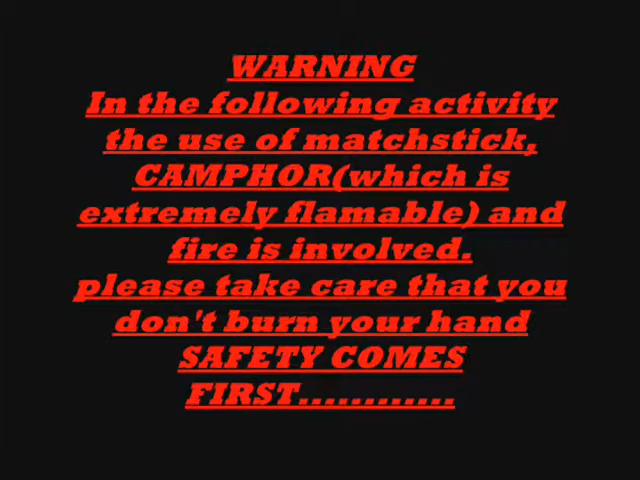 WARNING
In the following activity
the use of matchstick,
CAMPHOR(which is
extremely flamable) and
fire is involved.
please take care that you
don't burn your hand
SAFETY COMES
FIRST............